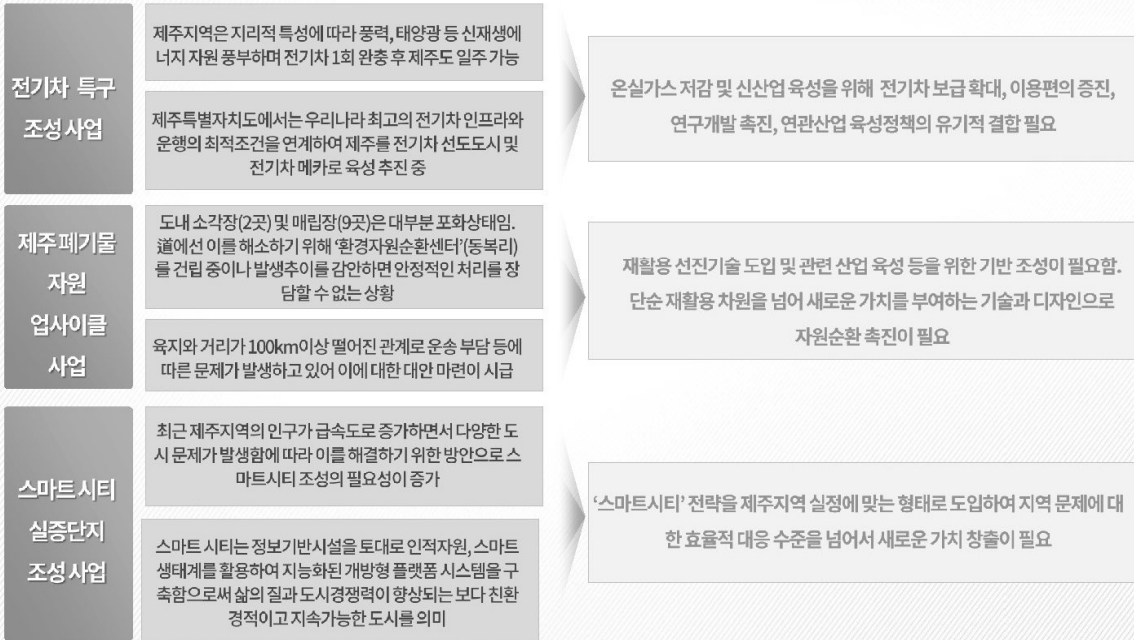 전기차 특구
조성 사업
제주지역은 지리적 특성에 따라 풍력, 태양광 등 신재생에
너지 자원 풍부하며 전기차 1회 완충 후 제주도 일주 가능
제주특별자치도에서는 우리나라 최고의 전기차 인프라와
운행의 최적조건을 연계하여 제주를 전기차 선도도시 및
전기차 메카로 육성 추진 중
온실가스 저감 및 신산업 육성을 위해 전기차 보급 확대, 이용편의 증진,
연구개발 촉진, 연관산업 육성정책의 유기적 결합 필요
제주 폐기물
자원
업사이클
사업
도내 소각장(2곳) 및 매립장(9곳)은 대부분 포화상태임.
道에선 이를 해소하기 위해 ‘환경자원순환센터’(동복리)
를 건립 중이나 발생추이를 감안하면 안정적인 처리를 장
담할 수 없는 상황
육지와 거리가 100km이상 떨어진 관계로 운송 부담 등에
따른 문제가 발생하고 있어 이에 대한 대안 마련이 시급
재활용 선진기술 도입 및 관련 산업 육성 등을 위한 기반 조성이 필요함.
단순 재활용 차원을 넘어 새로운 가치를 부여하는 기술과 디자인으로
자원순환 촉진이 필요
스마트 시티
실증단지
조성 사업
최근 제주지역의 인구가 급속도로 증가하면서 다양한 도
시 문제가 발생함에 따라 이를 해결하기 위한 방안으로 스
마트시티 조성의 필요성이 증가
스마트 시티는 정보기반시설을 토대로 인적자원, 스마트
생태계를 활용하여 지능화된 개방형 플랫폼 시스템을 구
축함으로써 삶의 질과 도시경쟁력이 향상되는 보다 친환
경적이고 지속가능한 도시를 의미
‘스마트시티’ 전략을 제주지역 실정에 맞는 형태로 도입하여 지역 문제에 대
한 효율적 대응 수준을 넘어서 새로운 가치 창출이 필요